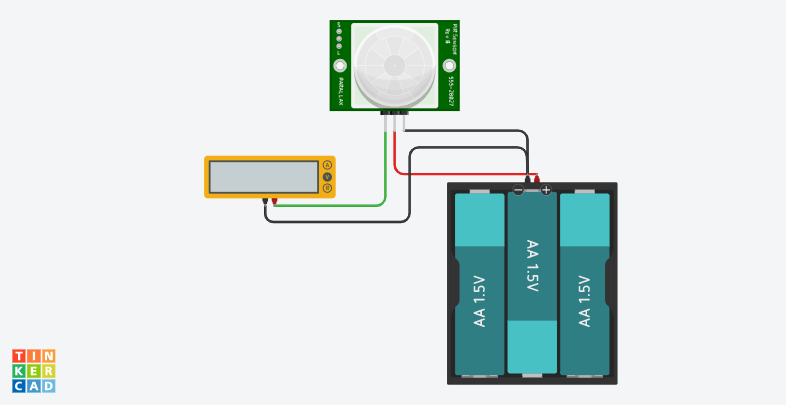 PIR Sensor
Rev B
PARALLAX
555-28027
A
V
R
AA 1.5V
AA 1.5V
AA 1.5V
TIN
KER
CAD